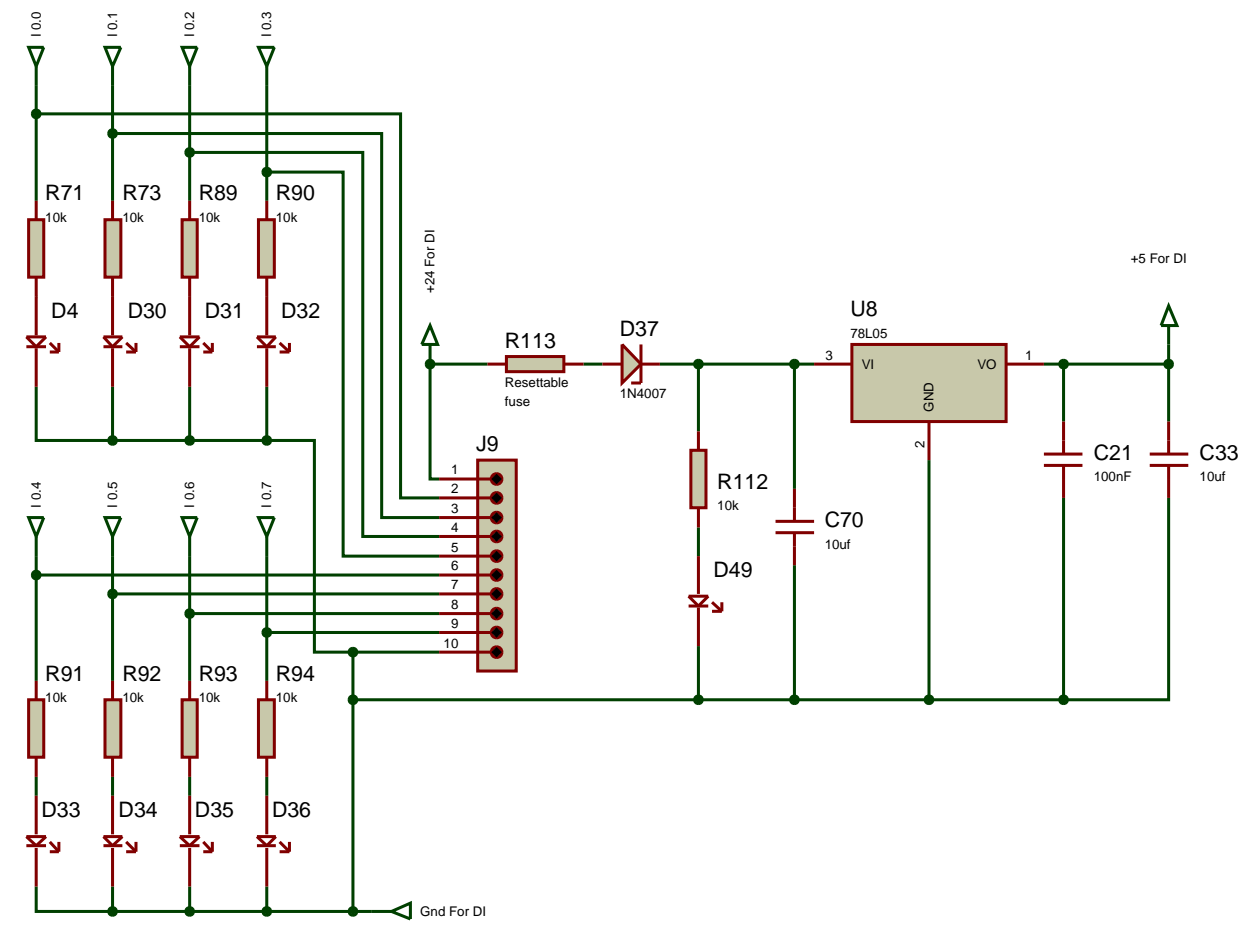 I 0.0
I 0.1
I 0.2
I 0.3
R71
10k
R73
10k
R89
10k
R90
10k
D4
D30
D31
D32
+24 For DI
R113
Resettable
fuse
D37
1N4007
U8
78L05
3
VI
VO
1
GND
2
+5 For DI
C21
100nF
C33
10uf
R112
10k
C70
10uf
D49
J9
1
2
3
4
5
6
7
8
9
10
I 0.4
I 0.5
I 0.6
I 0.7
R91
10k
R92
10k
R93
10k
R94
10k
D33
D34
D35
D36
Gnd For DI